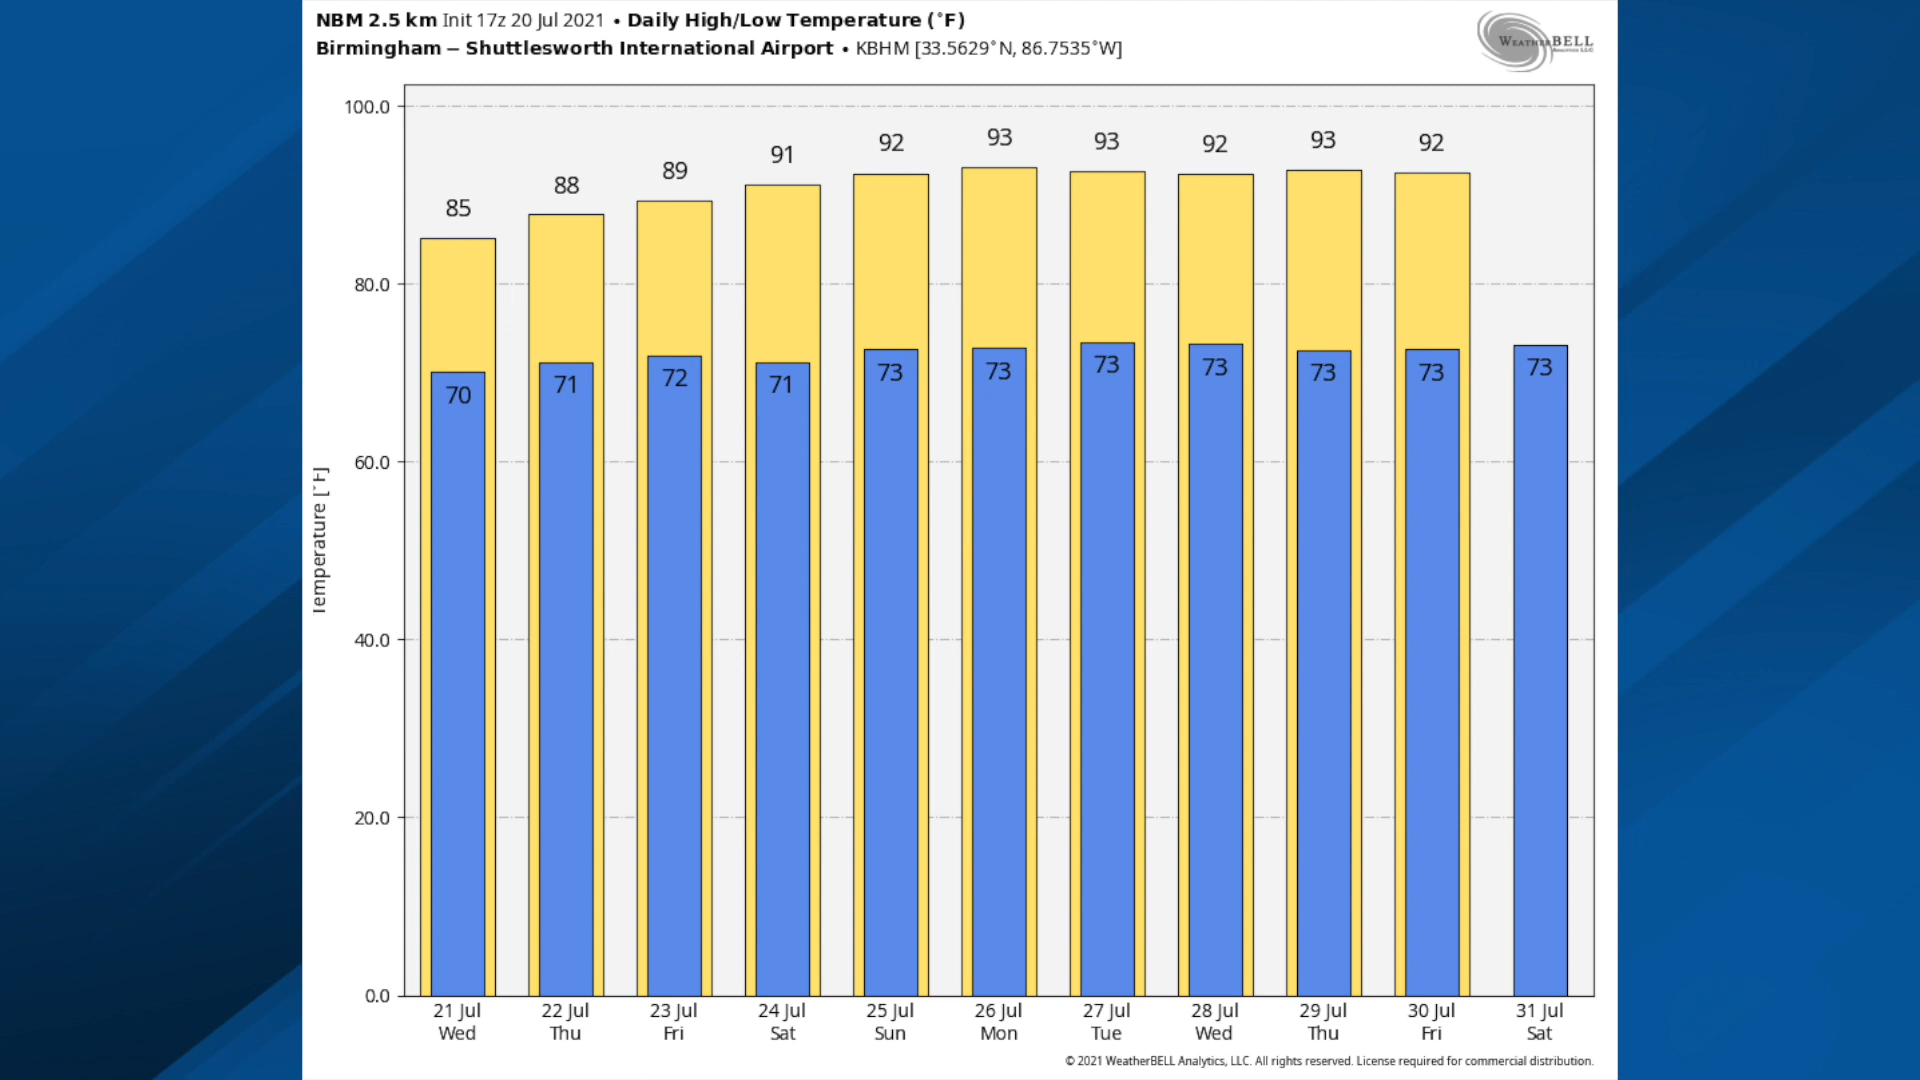 NBM 2.5 km Init 17z 20 Jul 2021 • Daily High/Low Temperature (°F)
Birmingham – Shuttlesworth International Airport • KBHM [33.5629°N, 86.7535°W]
WEATHERBELL
ANALYTICS LLC
100.0
80.0
60.0
40.0
20.0
0.0
Temperature [°F]
85 88 89 91 92 93 93 92 93 92
70 71 72 71 73 73 73 73 73 73 73
21 Jul 22 Jul 23 Jul 24 Jul 25 Jul 26 Jul 27 Jul 28 Jul 29 Jul 30 Jul 31 Jul
Wed Thu Fri Sat Sun Mon Tue Wed Thu Fri Sat
© 2021 WeatherBELL Analytics, LLC. All rights reserved. License required for commercial distribution.